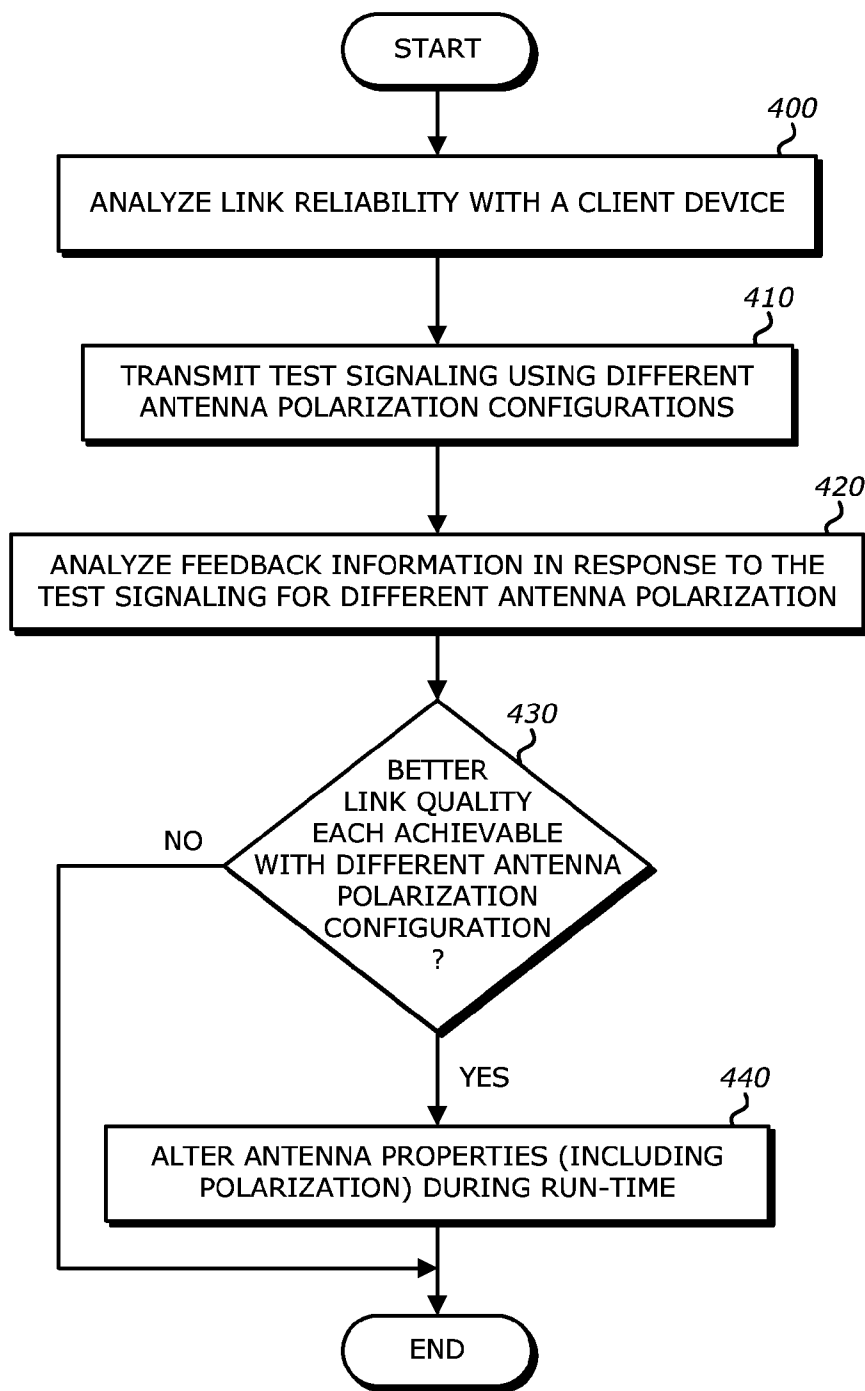 START
400
ANALYZE LINK RELIABILITY WITH A CLIENT DEVICE
410
TRANSMIT TEST SIGNALING USING DIFFERENT
ANTENNA POLARIZATION CONFIGURATIONS
420
ANALYZE FEEDBACK INFORMATION IN RESPONSE TO THE
TEST SIGNALING FOR DIFFERENT ANTENNA POLARIZATION
430
BETTER
LINK QUALITY
EACH ACHIEVABLE
WITH DIFFERENT ANTENNA
POLARIZATION
CONFIGURATION
?
NO
YES
440
ALTER ANTENNA PROPERTIES (INCLUDING
POLARIZATION) DURING RUN-TIME
END